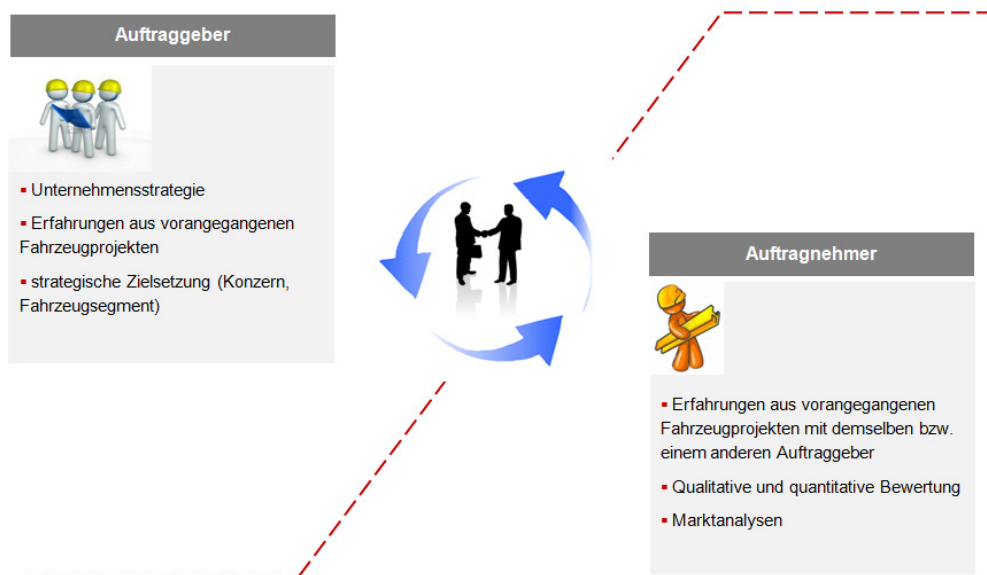 Auftraggeber
▪ Unternehmensstrategie
▪ Erfahrungen aus vorangegangenen
Fahrzeugprojekten
▪ strategische Zielsetzung (Konzern,
Fahrzeugsegment)
Auftragnehmer
▪ Erfahrungen aus vorangegangenen
Fahrzeugprojekten mit demselben bzw.
einem anderen Auftraggeber
▪ Qualitative und quantitative Bewertung
▪ Marktanalysen